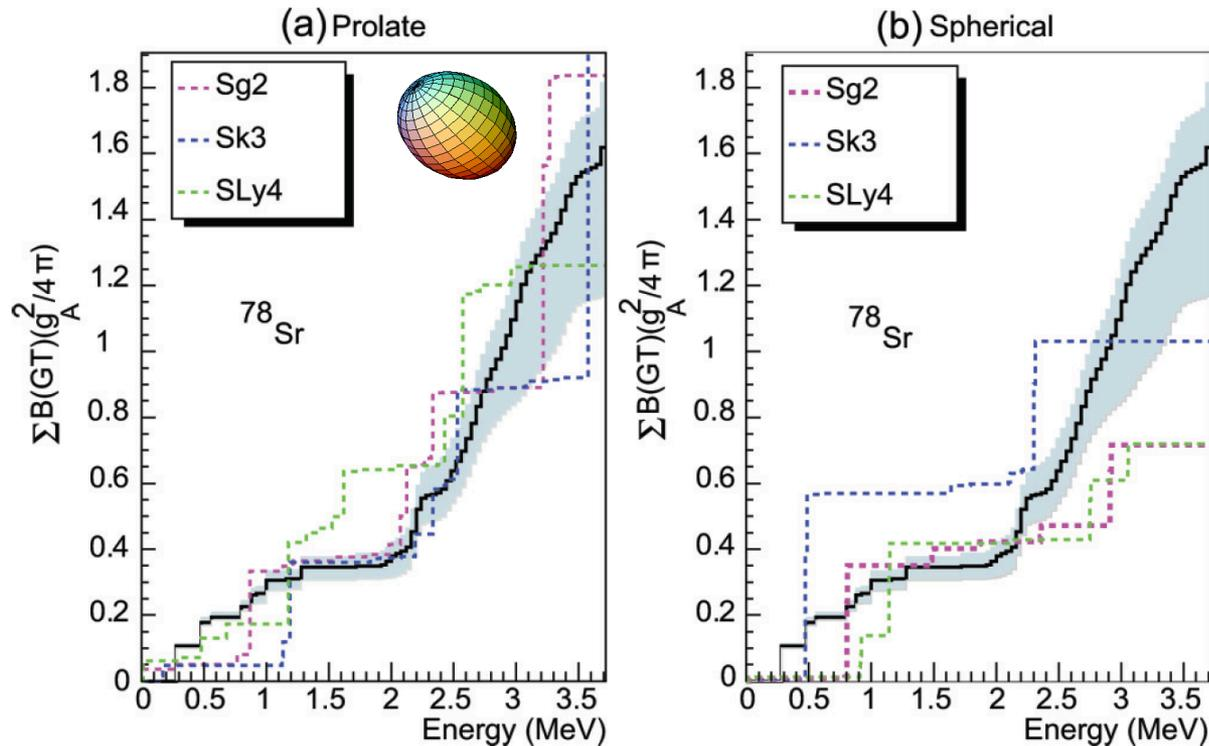 (a) Prolate
Sg2
Sk3
SLy4
78Sr
ΣB(GT)(g_A^2/4π)
1.8
1.6
1.4
1.2
1
0.8
0.6
0.4
0.2
0
0 0.5 1 1.5 2 2.5 3 3.5
Energy (MeV)
(b) Spherical
Sg2
Sk3
SLy4
78Sr
ΣB(GT)(g_A^2/4π)
1.8
1.6
1.4
1.2
1
0.8
0.6
0.4
0.2
0
0 0.5 1 1.5 2 2.5 3 3.5
Energy (MeV)